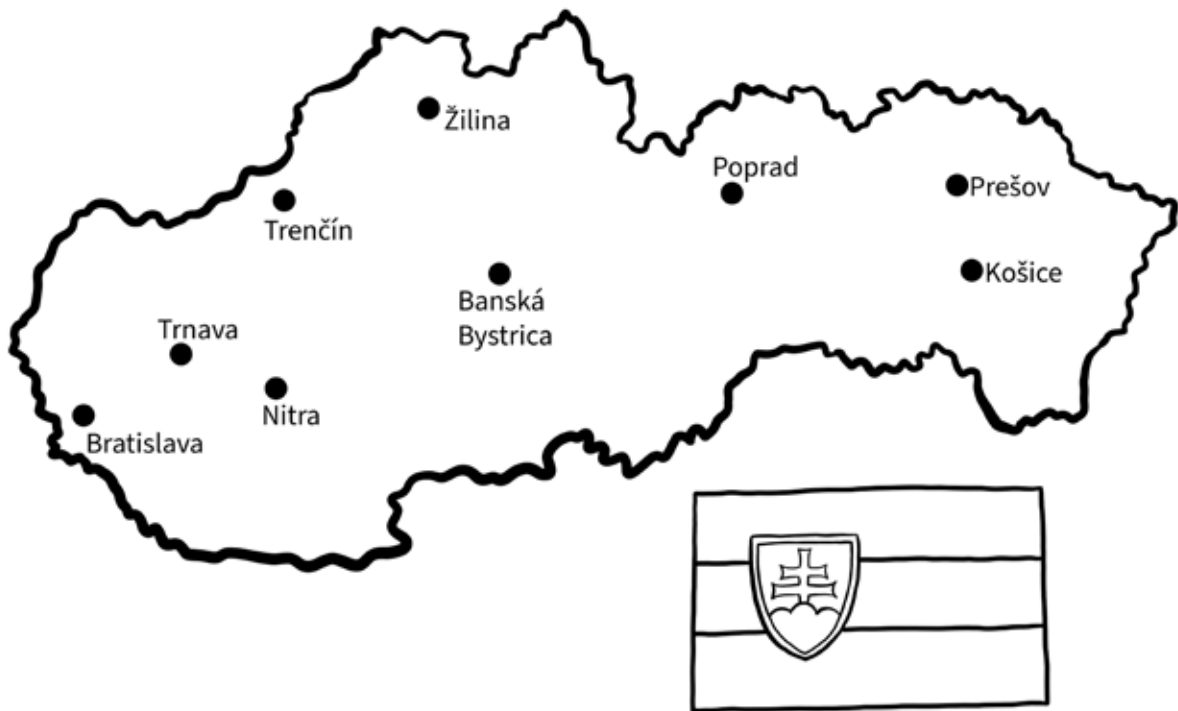 Žilina
Poprad
Prešov
Trenčín
Košice
Banská
Bystrica
Trnava
Nitra
Bratislava